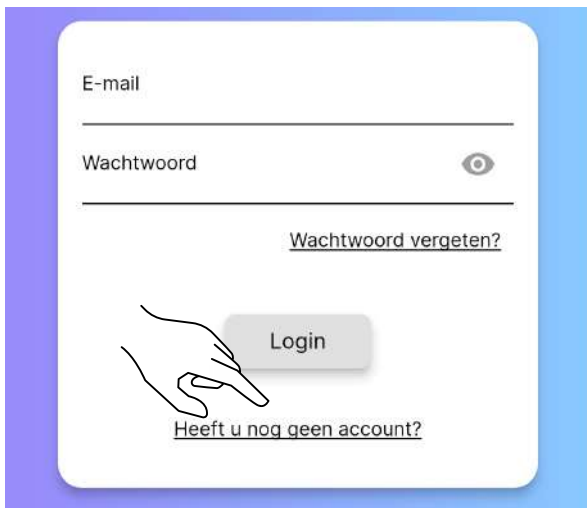 E-mail
Wachtwoord
Wachtwoord vergeten?
Login
Heeft u nog geen account?